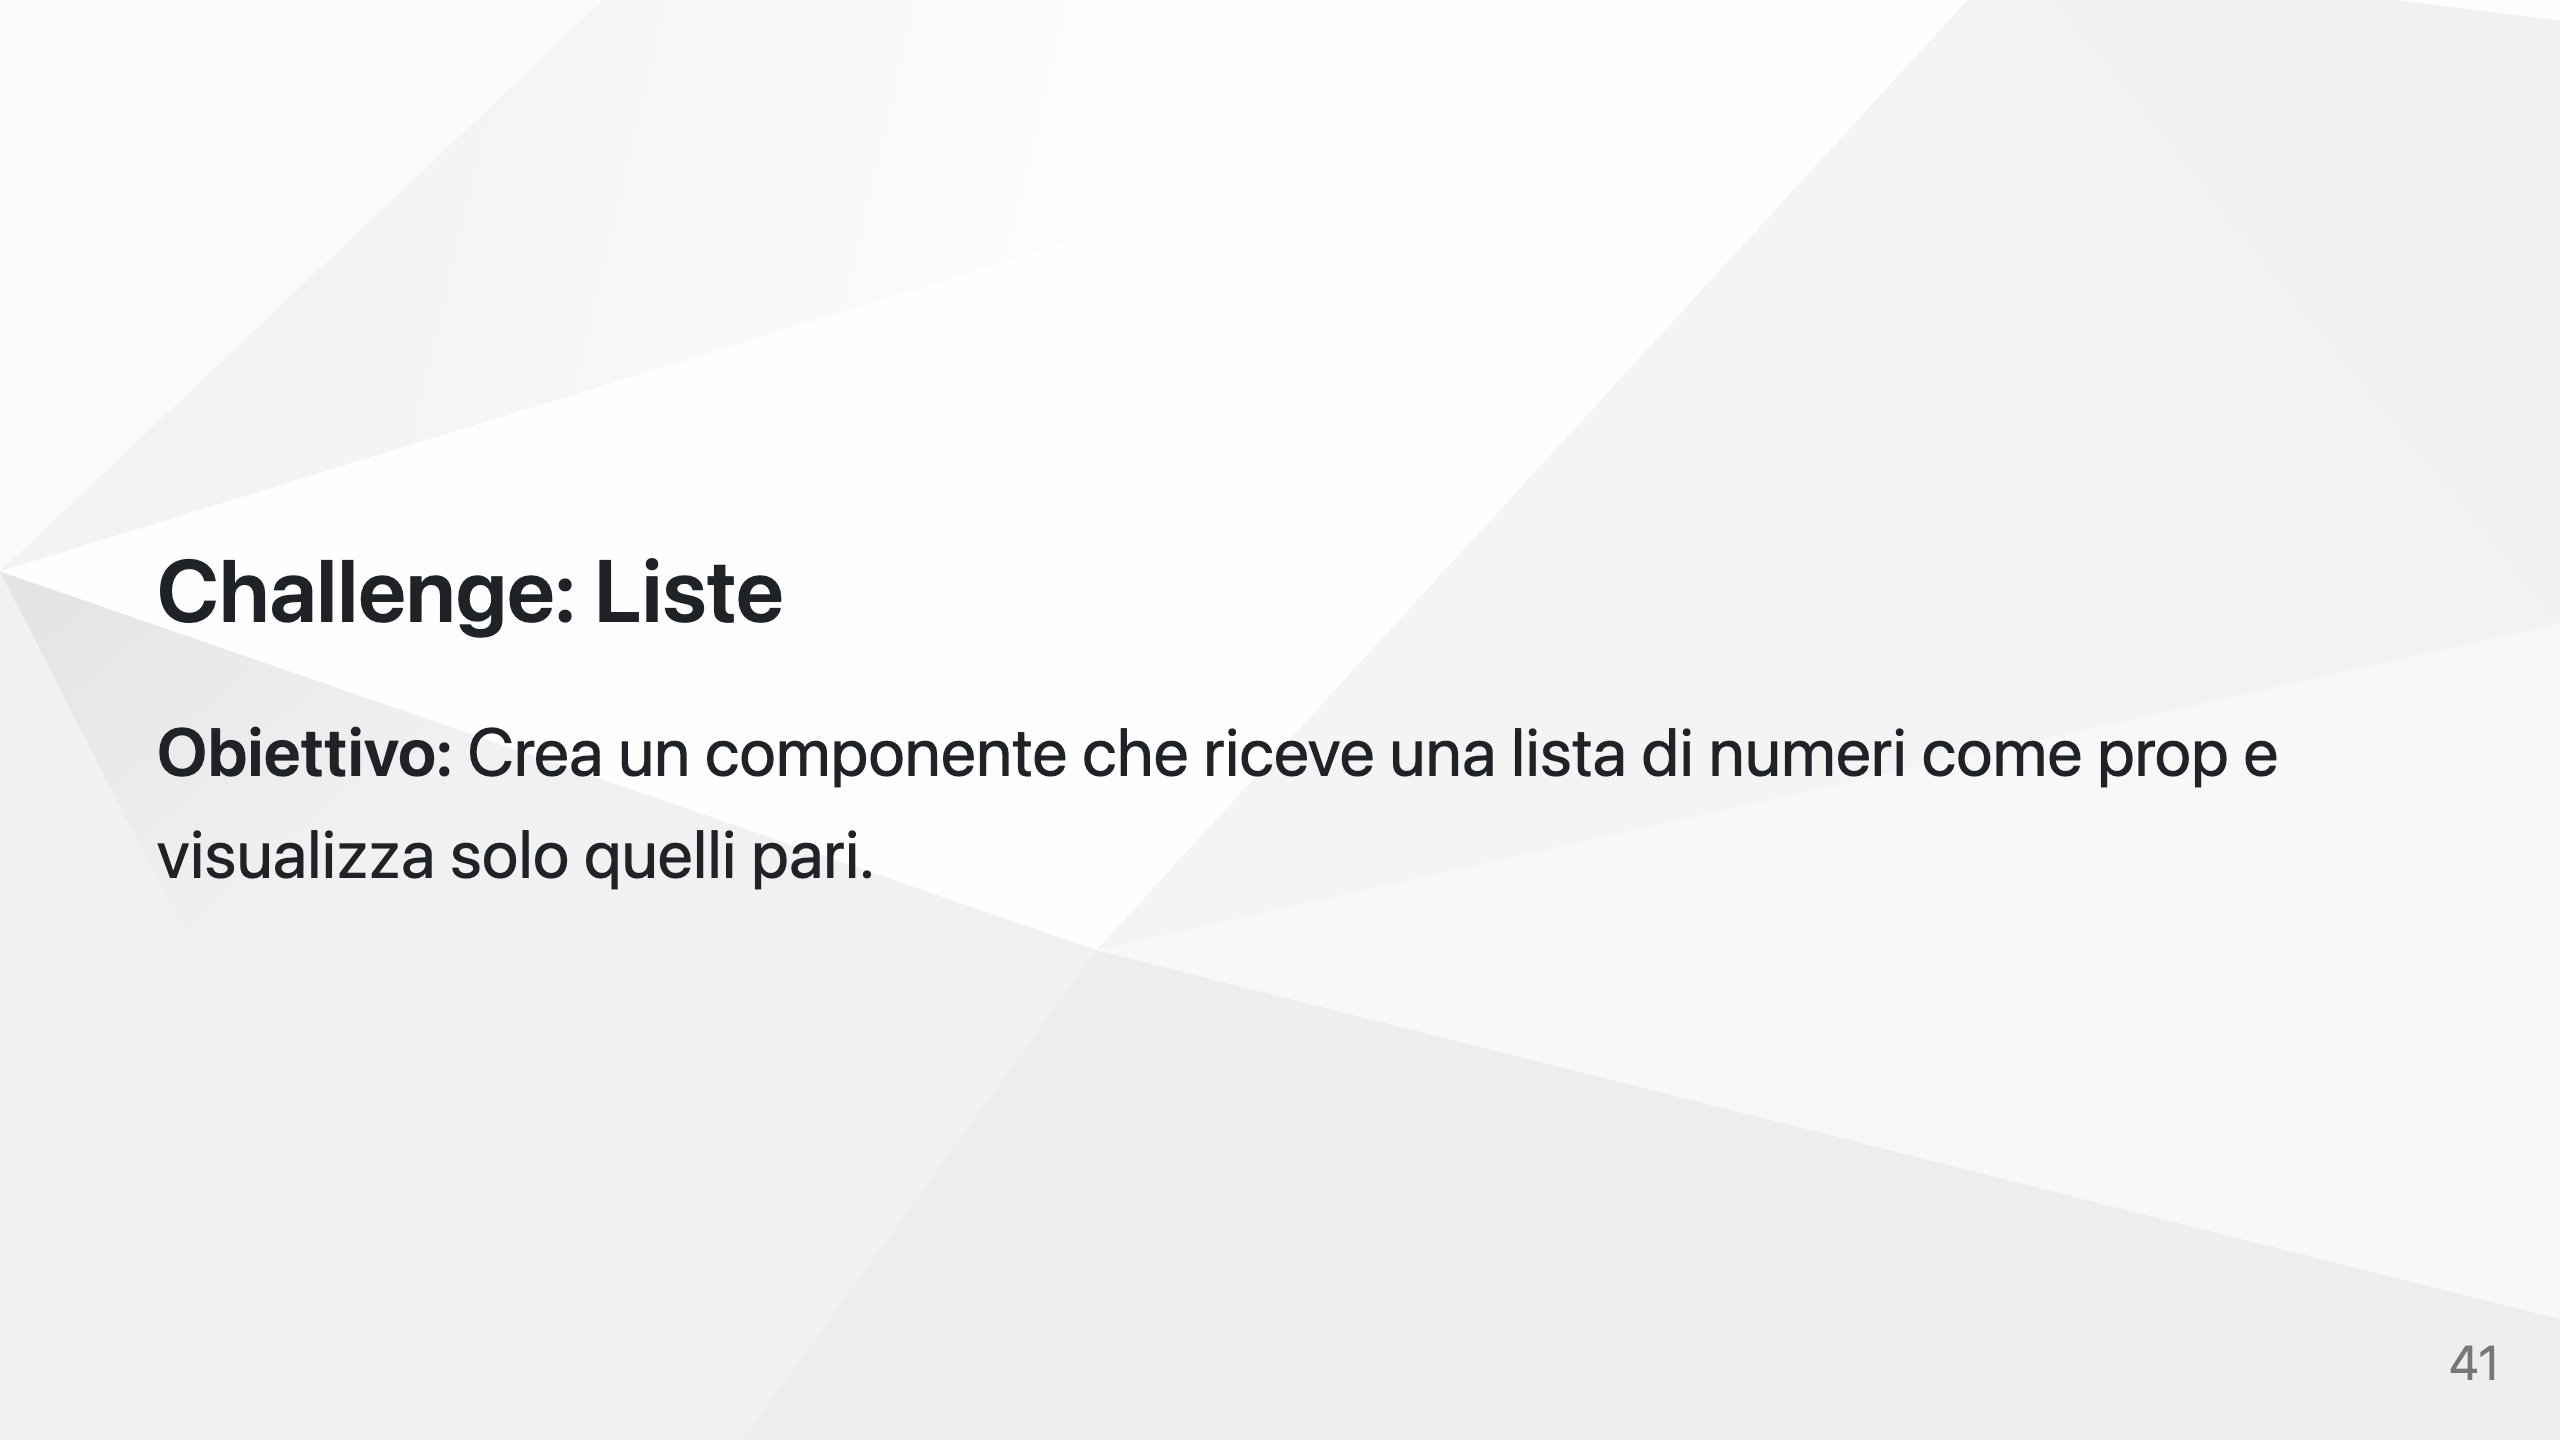 Challenge: Liste
Obiettivo: Crea un componente che riceve una lista di numeri come prop e
visualizza solo quelli pari.
41